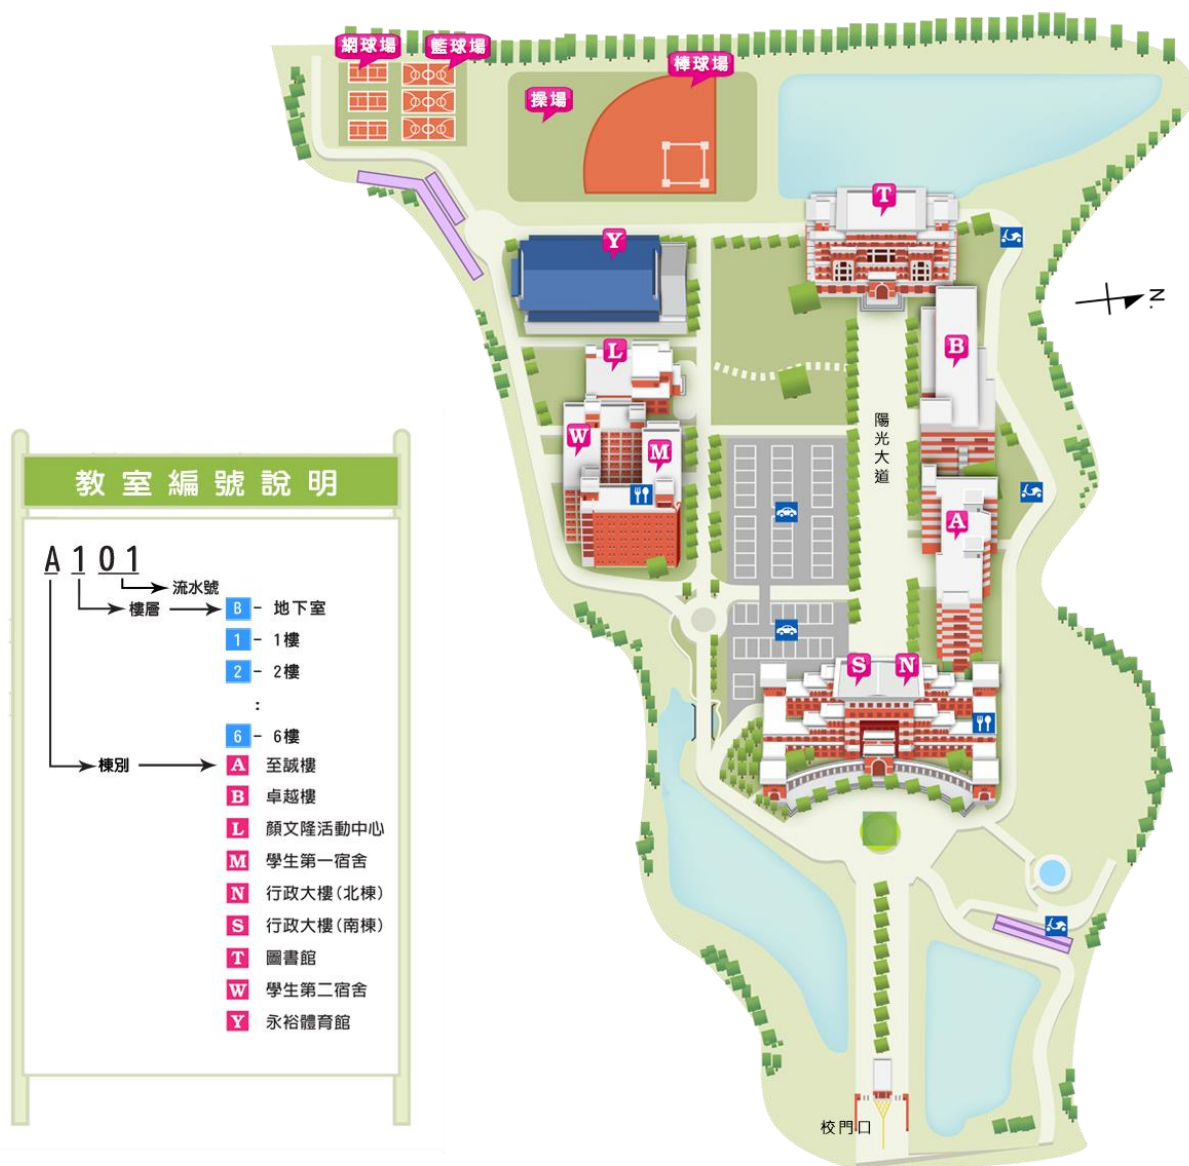 網球場
籃球場
棒球場
操場
T
Y
N.
B
L
陽光大道
W
M
A
S
N
校門口
教室編號說明
A 1 0 1
流水號
樓層
B - 地下室
1 - 1樓
2 - 2樓
:
6 - 6樓
棟別
A 至誠樓
B 卓越樓
L 顏文隆活動中心
M 學生第一宿舍
N 行政大樓(北棟)
S 行政大樓(南棟)
T 圖書館
W 學生第二宿舍
Y 永裕體育館